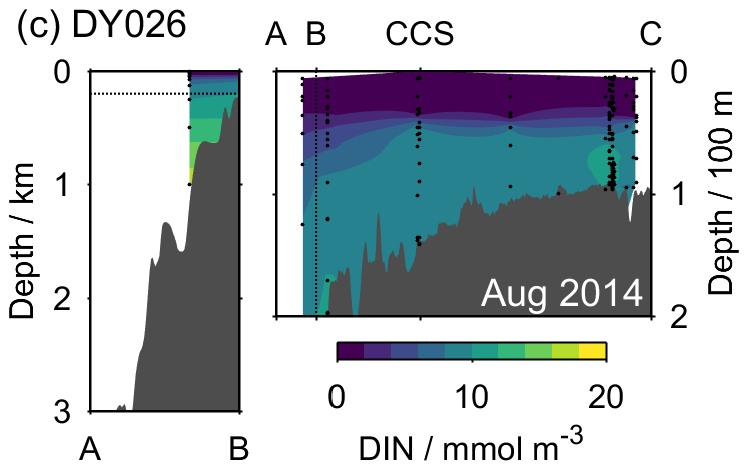 (c) DY026
A B CCS C
0
1
2
3
Depth / km
A B
0
1
2
Depth / 100 m
Aug 2014
0 10 20
DIN / mmol m-3